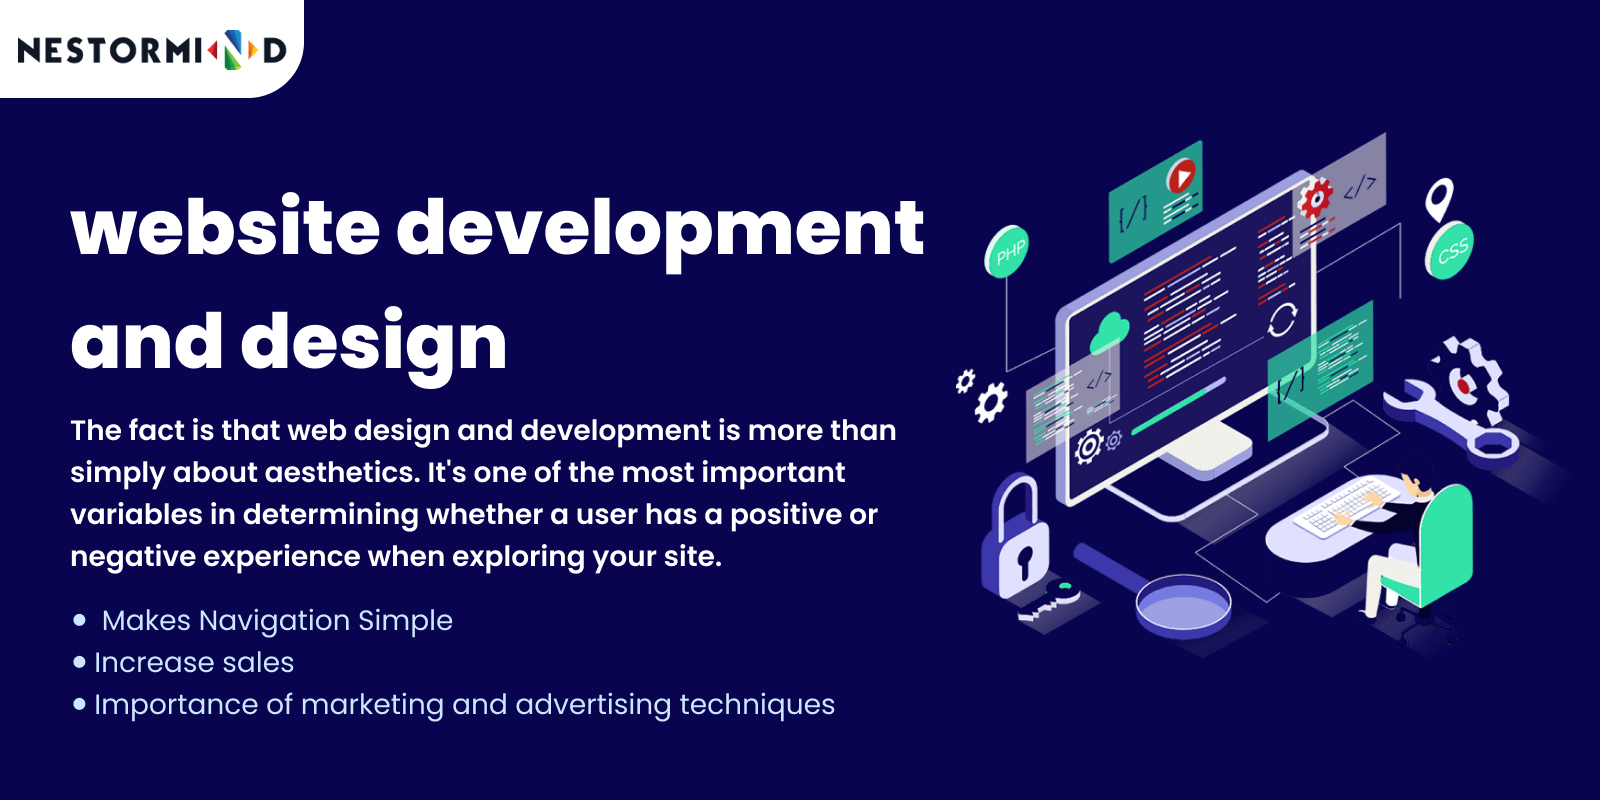 NESTORMIND
website development
and design
The fact is that web design and development is more than
simply about aesthetics. It's one of the most important
variables in determining whether a user has a positive or
negative experience when exploring your site.
• Makes Navigation Simple
• Increase sales
• Importance of marketing and advertising techniques
[/]
</>
PHP
CSS
</>
[/]